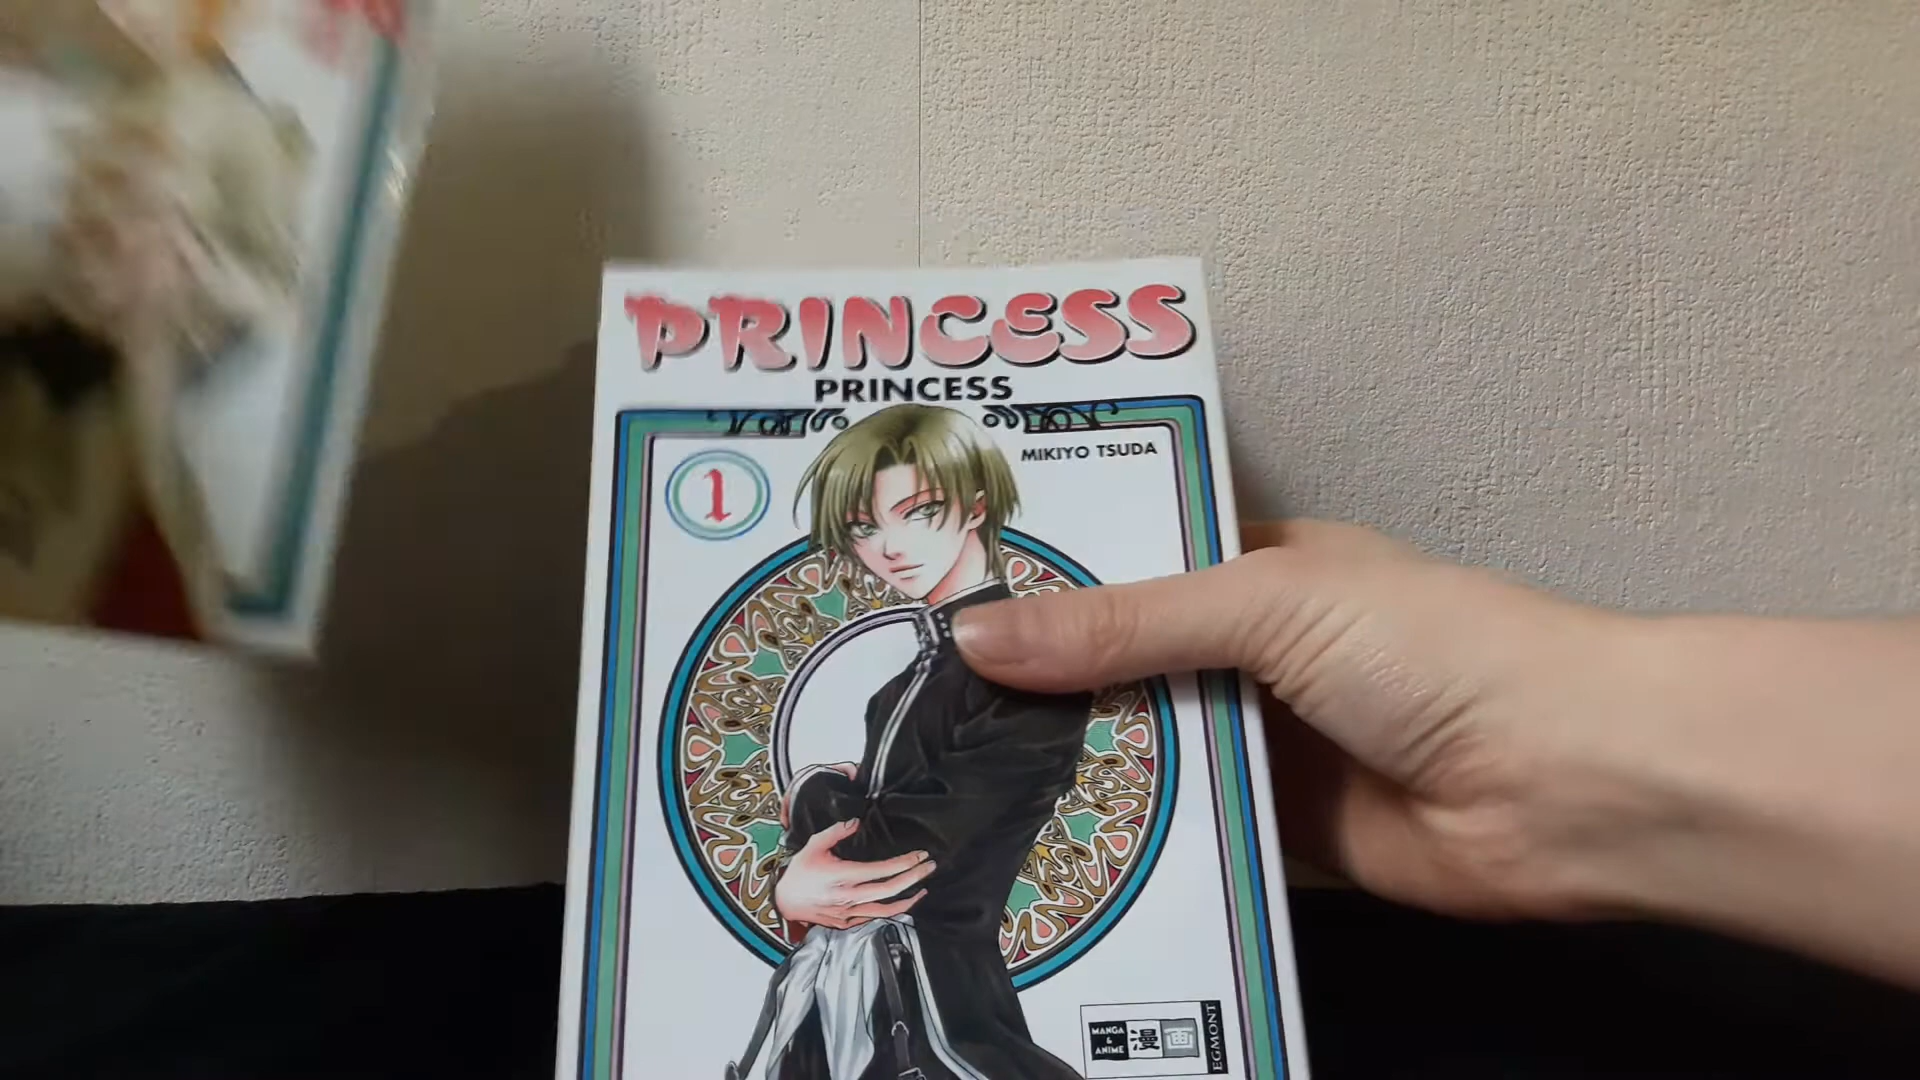 PRINCESS
PRINCESS
MIKIYO TSUDA
1
MANGA
&
ANIME
漫画
EGMONT